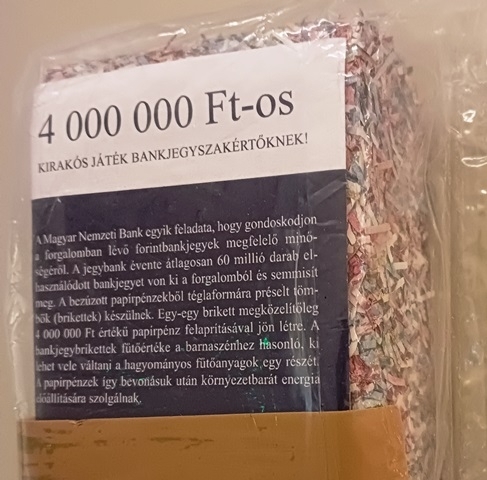 4 000 000 Ft-os
KIRAKÓS JÁTÉK BANKJEGYSZAKÉRTŐKNEK!
A Magyar Nemzeti Bank egyik feladata, hogy gondoskodjon
a forgalomban lévő forintbankjegyek megfelelő minő-
ségéről. A jegybank évente átlagosan 60 millió darab el-
használódott bankjegyet von ki a forgalomból és semmisít
meg. A bezúzott papírpénzekből téglaformára préselt töm-
bök (brikettek) készülnek. Egy-egy brikett megközelítőleg
4 000 000 Ft értékű papírpénz felaprításával jön létre. A
bankjegybrikettek fűtőértéke a barnaszénhez hasonló, ki
lehet vele váltani a hagyományos fűtőanyagok egy részét.
A papírpénzek így bevonásuk után környezetbarát energia
előállítására szolgálnak.